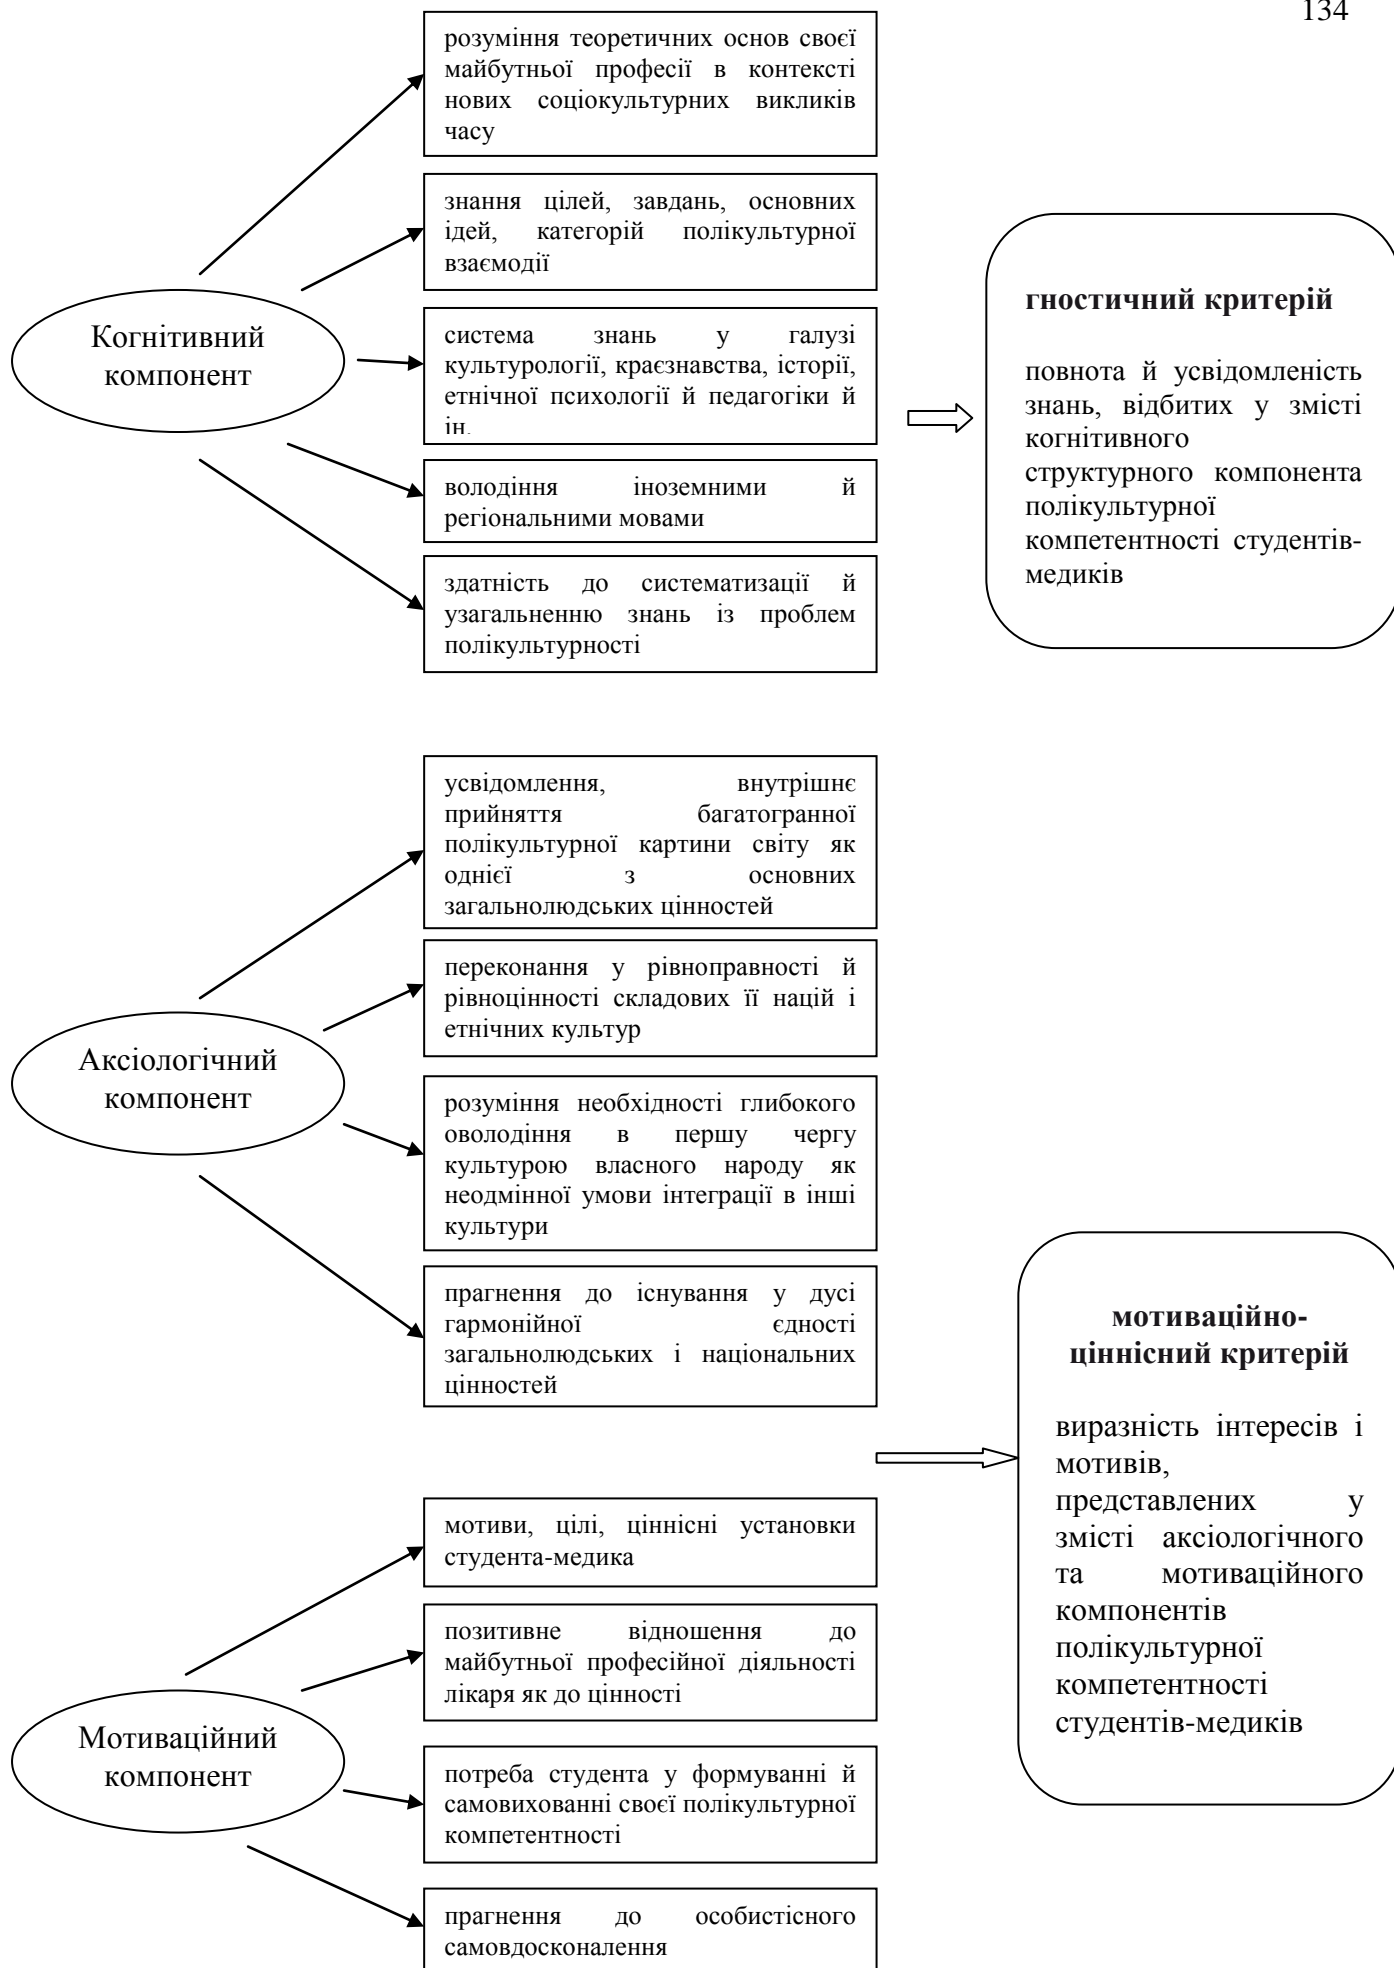 134
розуміння теоретичних основ своєї
майбутньої професії в контексті
нових соціокультурних викликів
часу
знання цілей, завдань, основних
ідей, категорій полікультурної
взаємодії
Когнітивний
компонент
система знань у галузі
культурології, краєзнавства, історії,
етнічної психології й педагогіки й
ін.
володіння іноземними й
регіональними мовами
здатність до систематизації й
узагальненню знань із проблем
полікультурності
гностичний критерій
повнота й усвідомленість
знань, відбитих у змісті
когнітивного
структурного компонента
полікультурної
компетентності студентів-
медиків
усвідомлення, внутрішнє
прийняття багатогранної
полікультурної картини світу як
однієї з основних
загальнолюдських цінностей
переконання у рівноправності й
рівноцінності складових її націй і
етнічних культур
Аксіологічний
компонент
розуміння необхідності глибокого
оволодіння в першу чергу
культурою власного народу як
неодмінної умови інтеграції в інші
культури
прагнення до існування у дусі
гармонійної єдності
загальнолюдських і національних
цінностей
мотиваційно-
ціннісний критерій
виразність інтересів і
мотивів,
представлених у
змісті аксіологічного
та мотиваційного
компонентів
полікультурної
компетентності
студентів-медиків
мотиви, цілі, ціннісні установки
студента-медика
позитивне відношення до
майбутньої професійної діяльності
лікаря як до цінності
Мотиваційний
компонент
потреба студента у формуванні й
самовихованні своєї полікультурної
компетентності
прагнення до особистісного
самовдосконалення